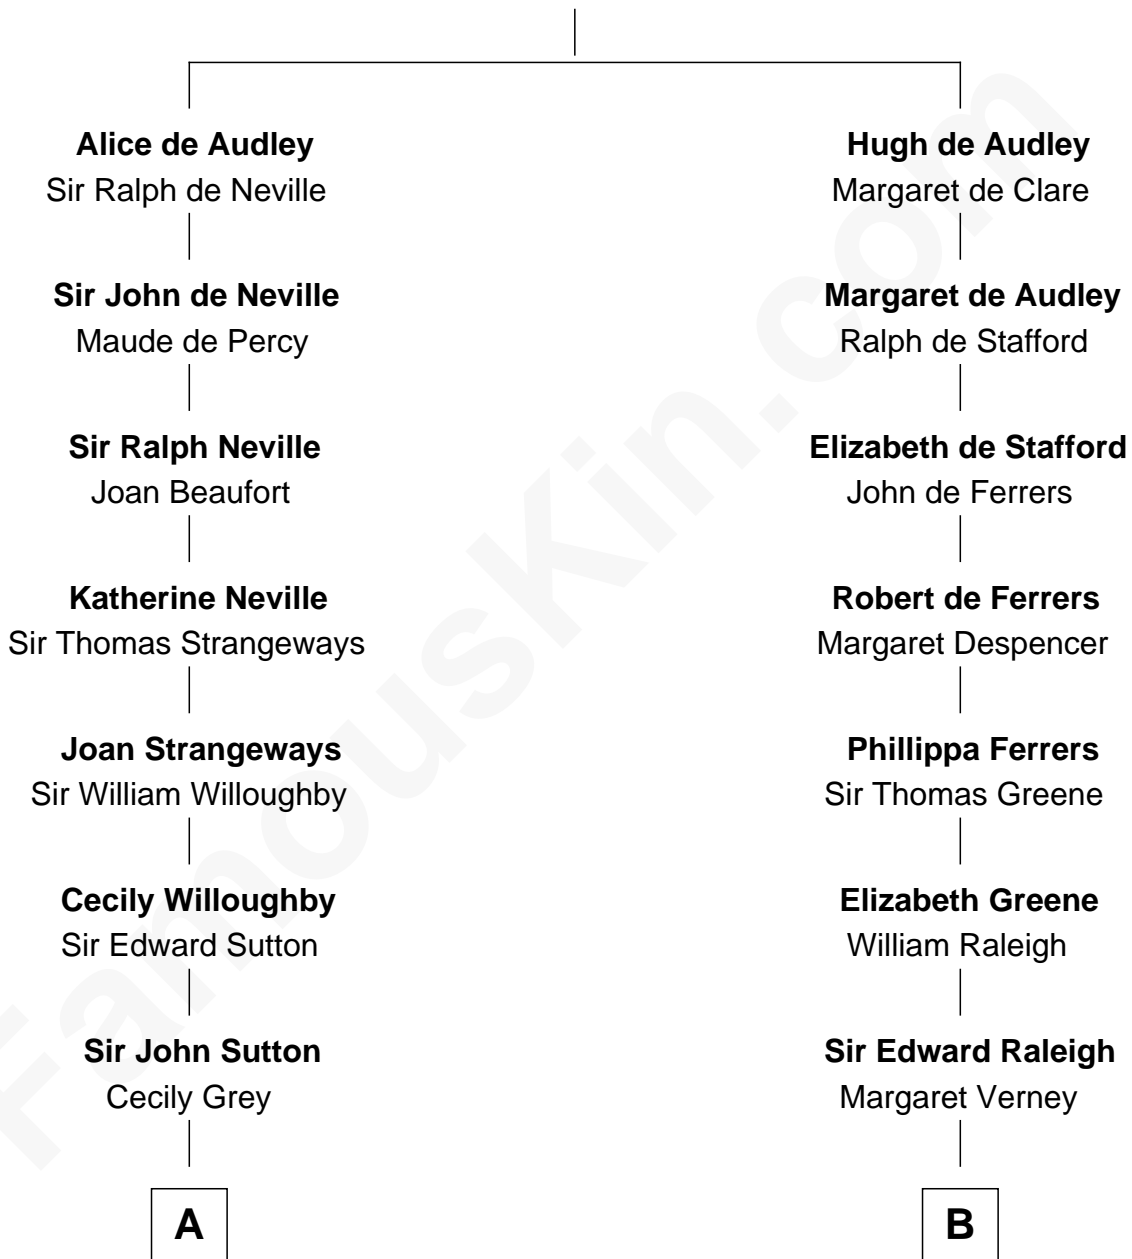 Alice de Audley
Sir Ralph de Neville
Sir John de Neville
Maude de Percy
Sir Ralph Neville
Joan Beaufort
Katherine Neville
Sir Thomas Strangeways
Joan Strangeways
Sir William Willoughby
Cecily Willoughby
Sir Edward Sutton
Sir John Sutton
Cecily Grey
A
Hugh de Audley
Margaret de Clare
Margaret de Audley
Ralph de Stafford
Elizabeth de Stafford
John de Ferrers
Robert de Ferrers
Margaret Despencer
Phillippa Ferrers
Sir Thomas Greene
Elizabeth Greene
William Raleigh
Sir Edward Raleigh
Margaret Verney
B
FamousKin.com